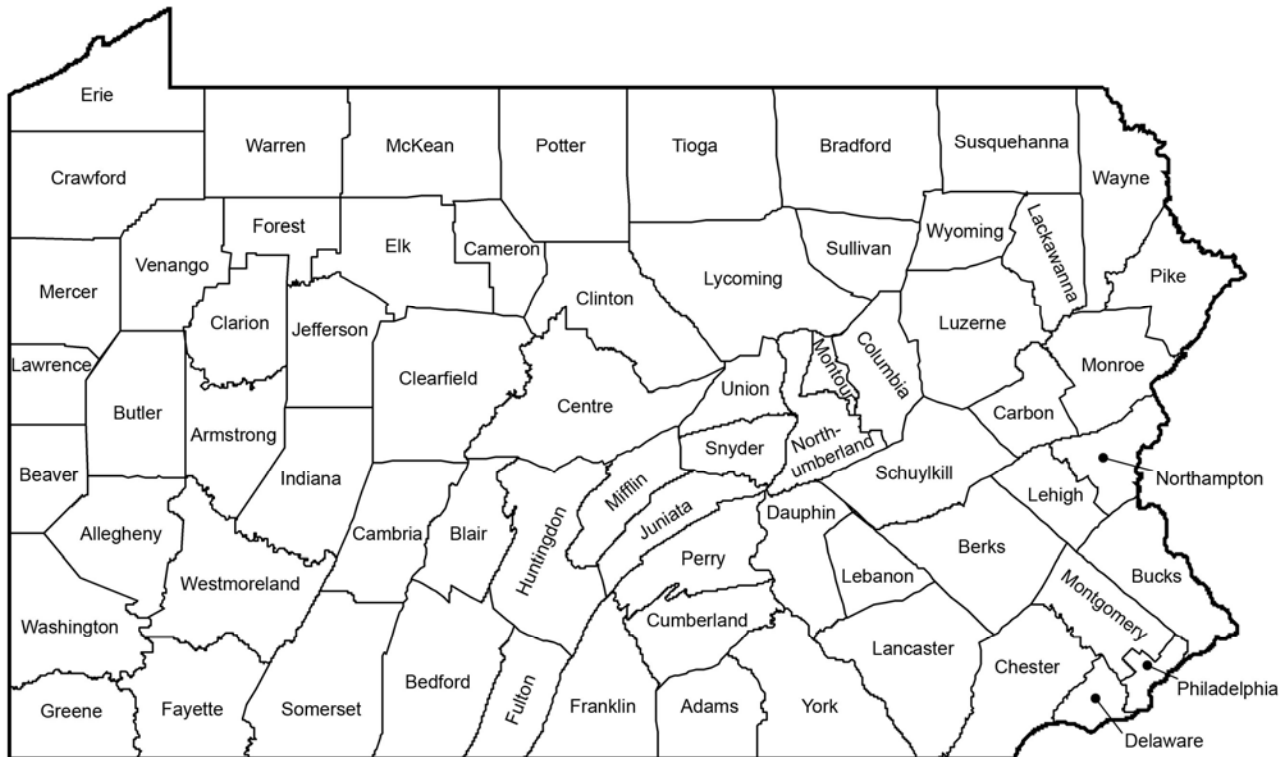 Erie
Warren
McKean
Potter
Tioga
Bradford
Susquehanna
Wayne
Crawford
Forest
Elk
Cameron
Sullivan
Wyoming
Lackawanna
Pike
Venango
Mercer
Clarion
Jefferson
Clinton
Lycoming
Luzerne
Columbia
Montour
Monroe
Lawrence
Butler
Armstrong
Clearfield
Centre
Union
Carbon
Snyder
North-
umberland
Beaver
Indiana
Mifflin
Juniata
Schuylkill
Northampton
Lehigh
Allegheny
Cambria
Blair
Huntingdon
Dauphin
Perry
Lebanon
Berks
Bucks
Westmoreland
Washington
Cumberland
Montgomery
Lancaster
Chester
Philadelphia
Greene
Fayette
Somerset
Bedford
Fulton
Franklin
Adams
York
Delaware